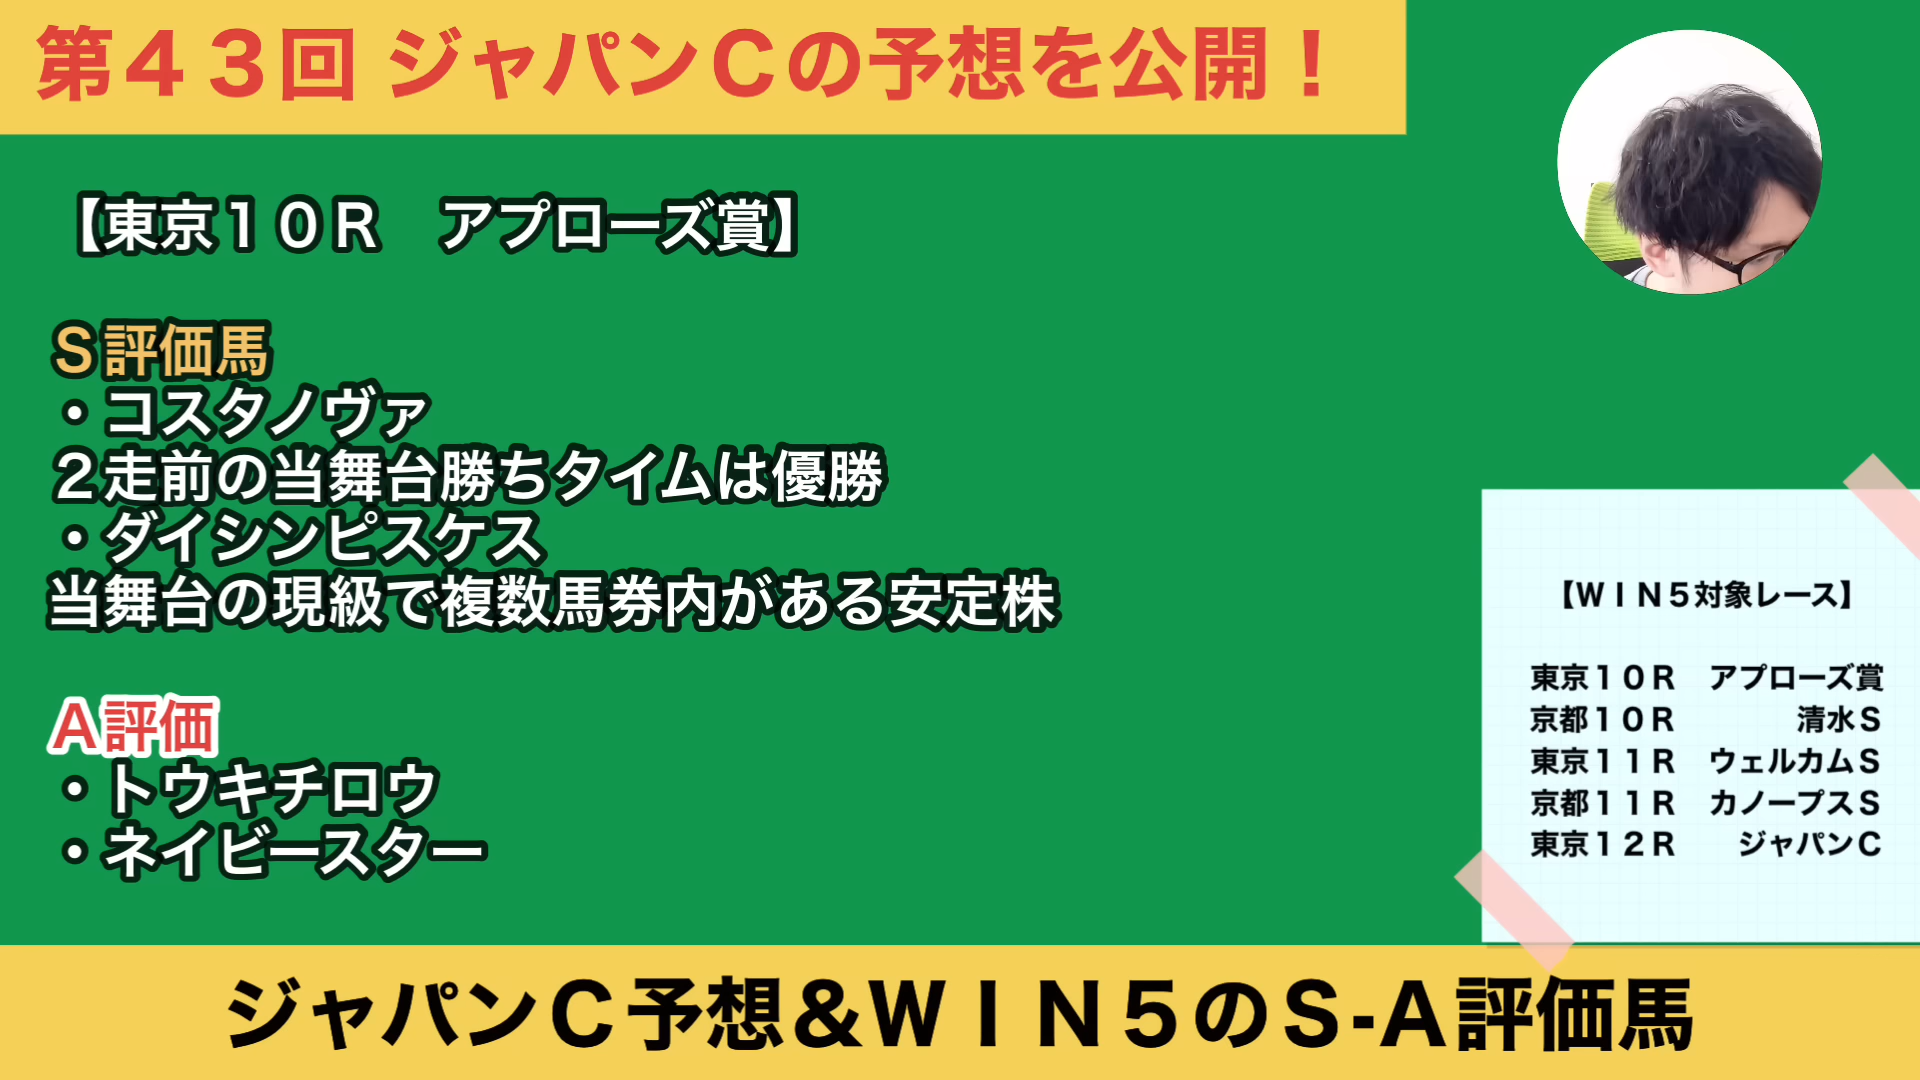 第４３回 ジャパンＣの予想を公開！
【東京１０Ｒ　アプローズ賞】
Ｓ評価馬
・コスタノヴァ
２走前の当舞台勝ちタイムは優勝
・ダイシンピスケス
当舞台の現級で複数馬券内がある安定株
Ａ評価
・トウキチロウ
・ネイビースター
【ＷＩＮ５対象レース】
東京１０Ｒ　アプローズ賞
京都１０Ｒ　　　　清水Ｓ
東京１１Ｒ　ウェルカムＳ
京都１１Ｒ　カノープスＳ
東京１２Ｒ　　ジャパンＣ
ジャパンＣ予想＆ＷＩＮ５のＳ-Ａ評価馬